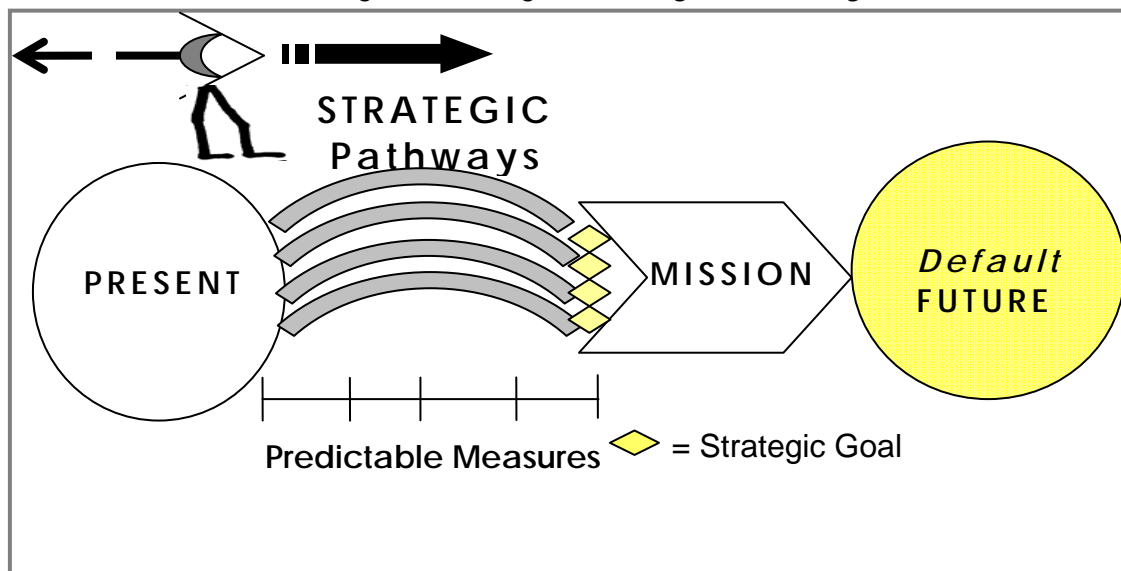 STRATEGIC
Pathways
PRESENT
MISSION
Default
FUTURE
Predictable Measures
= Strategic Goal